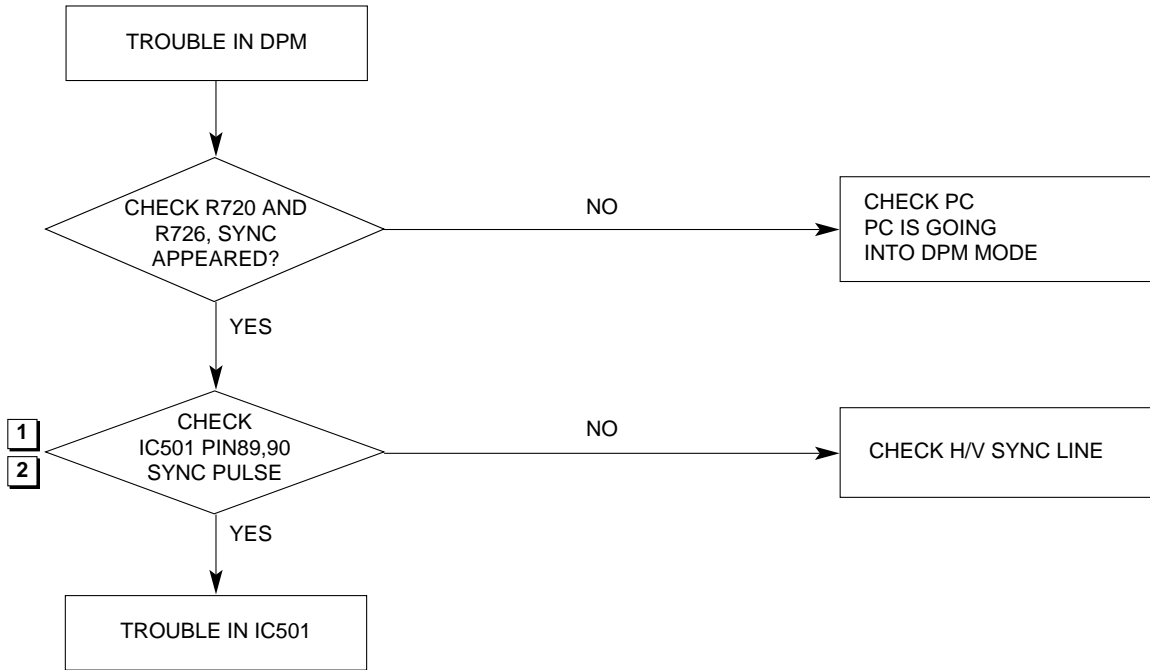 TROUBLE IN DPM
CHECK R720 AND
R726, SYNC
APPEARED?
NO
CHECK PC
PC IS GOING
INTO DPM MODE
YES
1
2
CHECK
IC501 PIN89,90
SYNC PULSE
NO
CHECK H/V SYNC LINE
YES
TROUBLE IN IC501